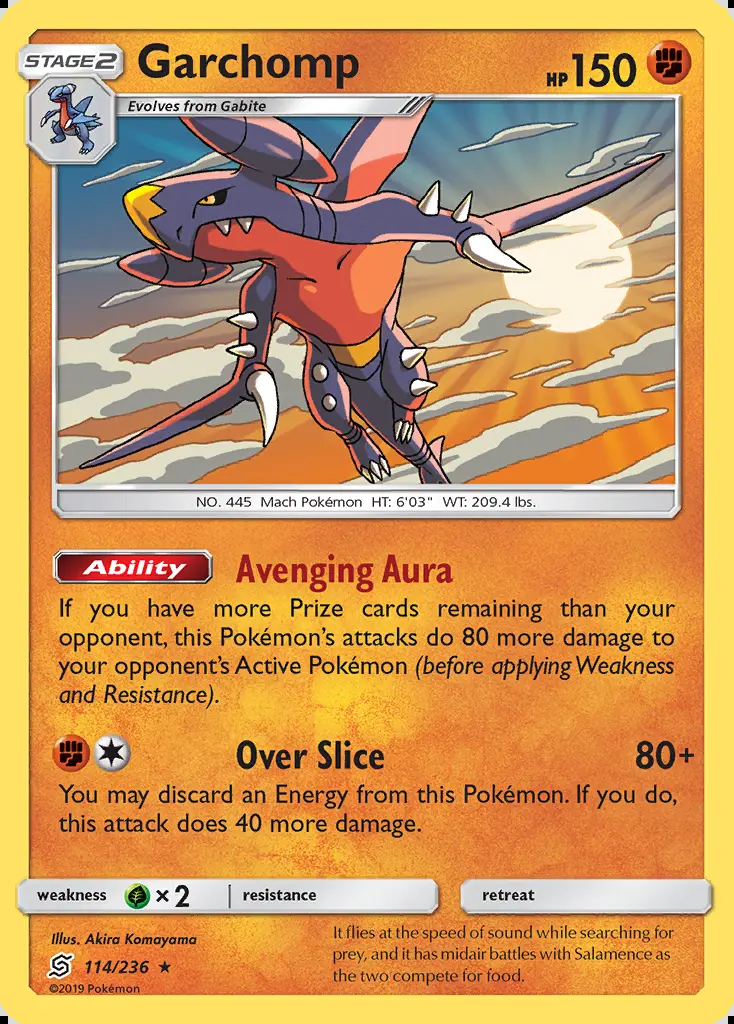 STAGE2
Garchomp
HP150
Evolves from Gabite
NO. 445 Mach Pokémon HT: 6'03" WT: 209.4 lbs.
Ability
Avenging Aura
If you have more Prize cards remaining than your
opponent, this Pokémon's attacks do 80 more damage to
your opponent's Active Pokémon (before applying Weakness
and Resistance).
Over Slice 80+
You may discard an Energy from this Pokémon. If you do,
this attack does 40 more damage.
weakness ×2 resistance retreat
Illus. Akira Komayama
114/236 ★
©2019 Pokémon
It flies at the speed of sound while searching for
prey, and it has midair battles with Salamence as
the two compete for food.